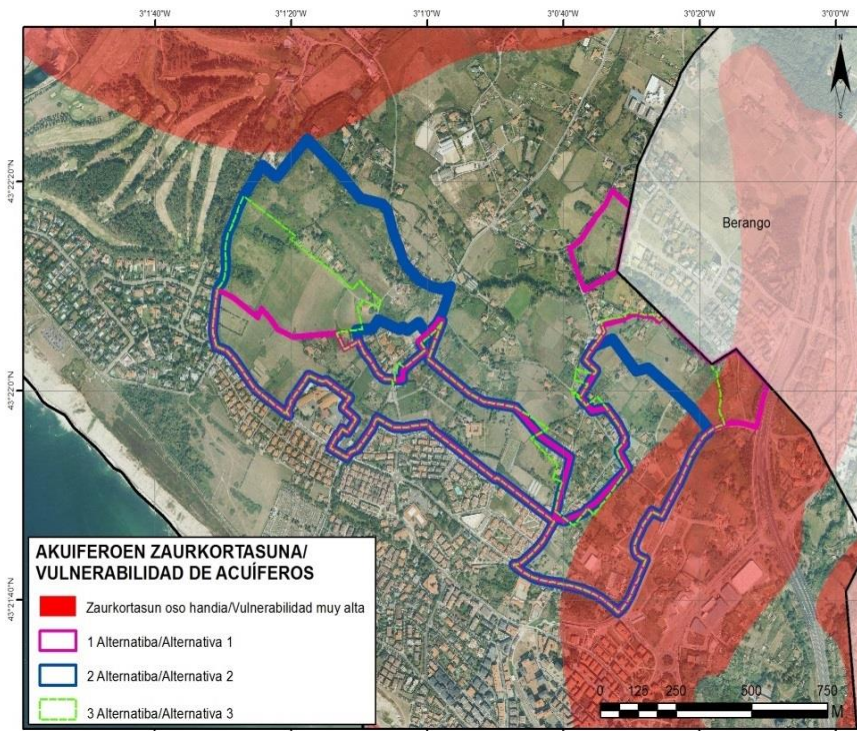 3°1'40"W
3°1'20"W
3°1'0"W
3°0'40"W
3°0'20"W
3°0'0"W
N
S
43°22'20"N
43°22'0"N
43°21'40"N
Berango
AKUIFEROEN ZAURKORTASUNA/
VULNERABILIDAD DE ACUÍFEROS
Zaurkortasun oso handia/Vulnerabilidad muy alta
1 Alternatiba/Alternativa 1
2 Alternatiba/Alternativa 2
3 Alternatiba/Alternativa 3
0 125 250 500 750
M